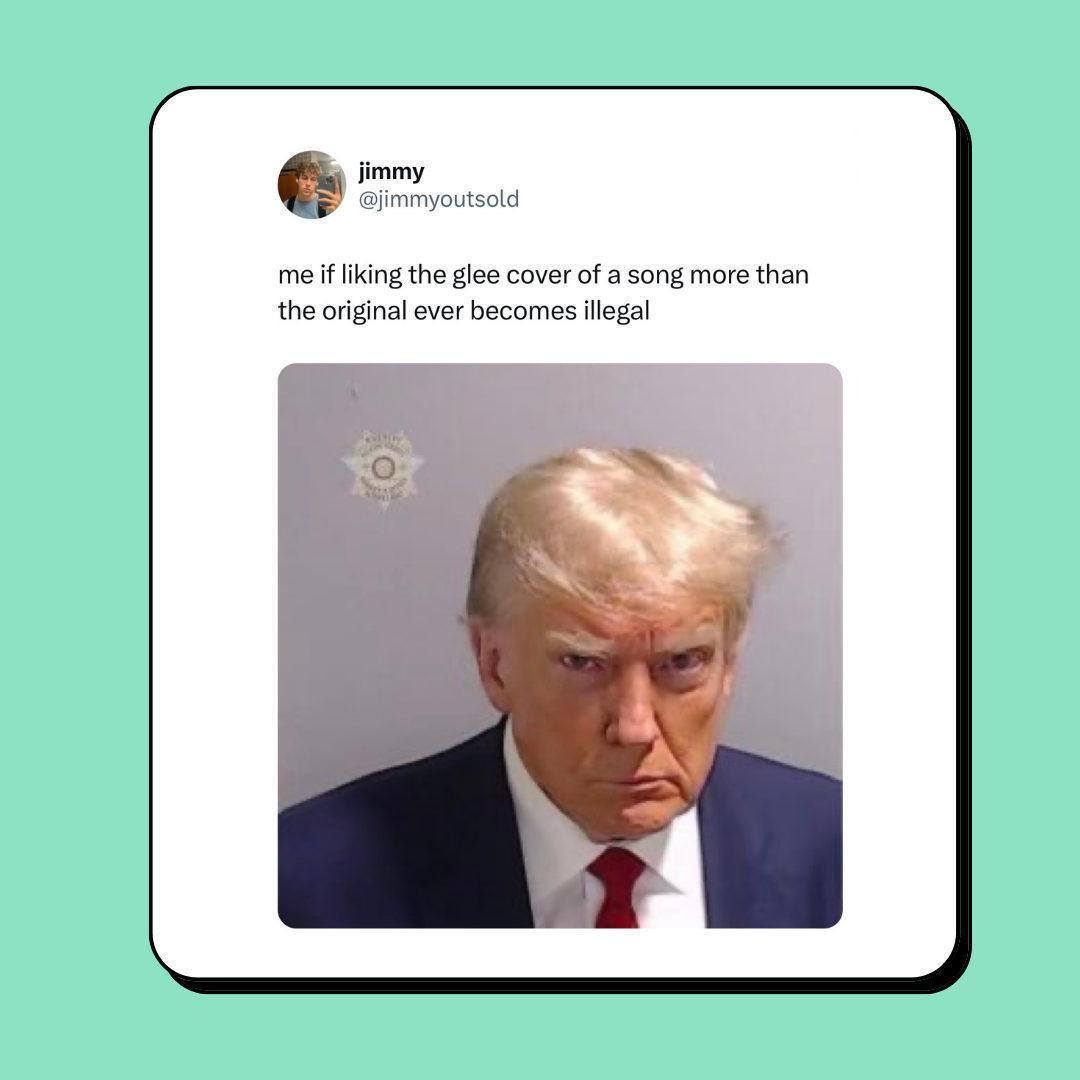 jimmy
@jimmyoutsold
me if liking the glee cover of a song more than
the original ever becomes illegal